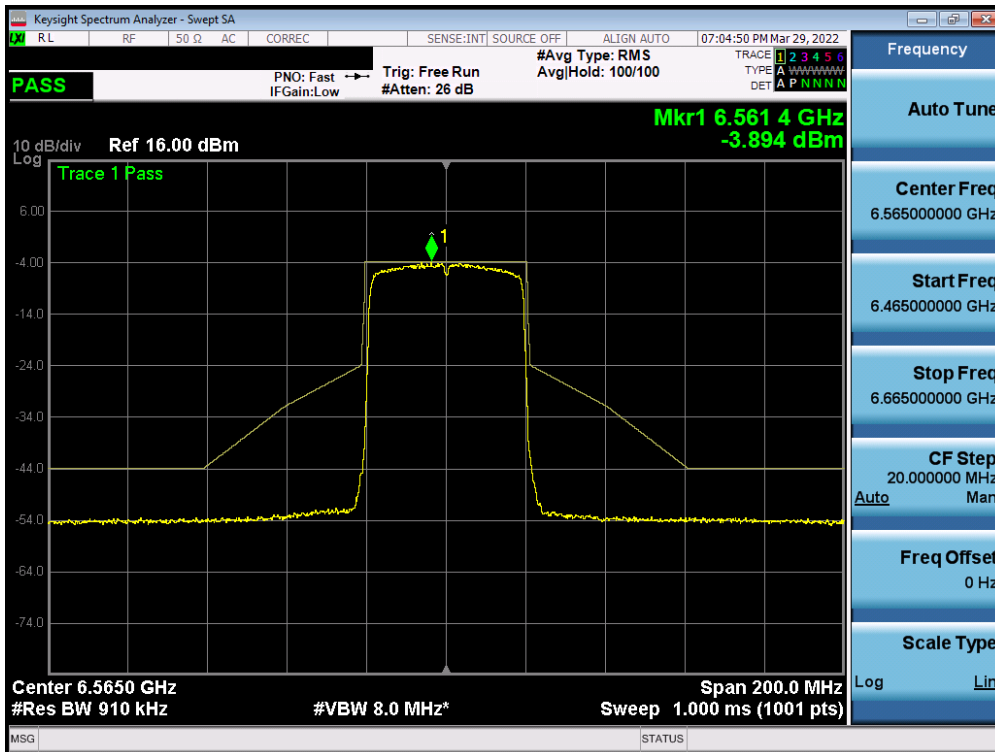 Keysight Spectrum Analyzer - Swept SA
LXI RL RF 50 Ω AC CORREC SENSE:INT SOURCE OFF ALIGN AUTO 07:04:50 PM Mar 29, 2022
PASS
PNO: Fast
IFGain:Low
Trig: Free Run
#Atten: 26 dB
#Avg Type: RMS
Avg|Hold: 100/100
TRACE 1 2 3 4 5 6
TYPE A WWWWW
DET A P N N N N
Mkr1 6.561 4 GHz
-3.894 dBm
10 dB/div Ref 16.00 dBm
Log
Trace 1 Pass
1
6.00
-4.00
-14.0
-24.0
-34.0
-44.0
-54.0
-64.0
-74.0
Center 6.5650 GHz Span 200.0 MHz
#Res BW 910 kHz #VBW 8.0 MHz* Sweep 1.000 ms (1001 pts)
MSG STATUS
Frequency
Auto Tune
Center Freq
6.565000000 GHz
Start Freq
6.465000000 GHz
Stop Freq
6.665000000 GHz
CF Step
20.000000 MHz
Auto Man
Freq Offset
0 Hz
Scale Type
Log Lin